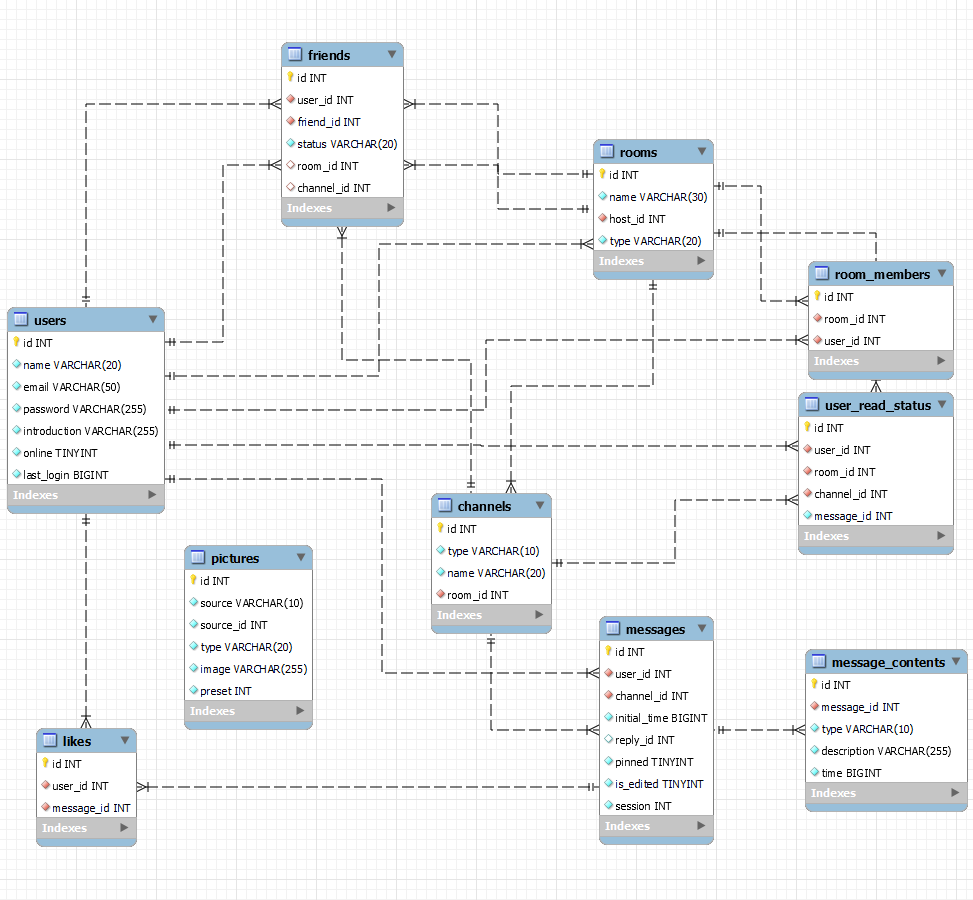 friends
id INT
user_id INT
friend_id INT
status VARCHAR(20)
room_id INT
channel_id INT
Indexes
rooms
id INT
name VARCHAR(30)
host_id INT
type VARCHAR(20)
Indexes
room_members
id INT
room_id INT
user_id INT
Indexes
users
id INT
name VARCHAR(20)
email VARCHAR(50)
password VARCHAR(255)
introduction VARCHAR(255)
online TINYINT
last_login BIGINT
Indexes
user_read_status
id INT
user_id INT
room_id INT
channel_id INT
message_id INT
Indexes
channels
id INT
type VARCHAR(10)
name VARCHAR(20)
room_id INT
Indexes
pictures
id INT
source VARCHAR(10)
source_id INT
type VARCHAR(20)
image VARCHAR(255)
preset INT
Indexes
messages
id INT
user_id INT
channel_id INT
initial_time BIGINT
reply_id INT
pinned TINYINT
is_edited TINYINT
session INT
Indexes
message_contents
id INT
message_id INT
type VARCHAR(10)
description VARCHAR(255)
time BIGINT
Indexes
likes
id INT
user_id INT
message_id INT
Indexes